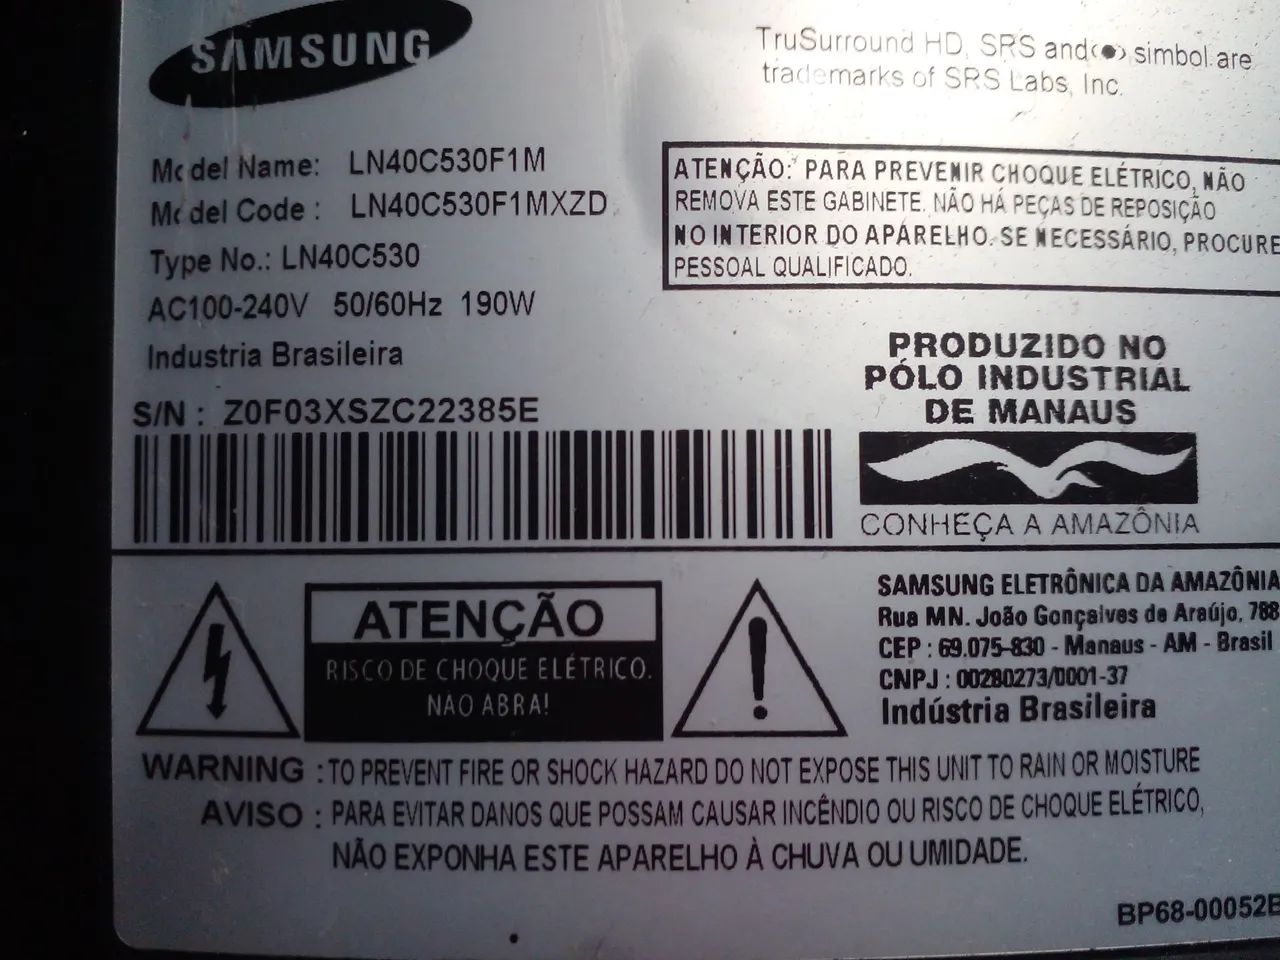 SAMSUNG
TruSurround HD, SRS and(●) simbol are
trademarks of SRS Labs, Inc.
Model Name: LN40C530F1M
Model Code : LN40C530F1MXZD
Type No.: LN40C530
AC100-240V 50/60Hz 190W
Industria Brasileira
S/N : Z0F03XSZC22385E
ATENÇÃO: PARA PREVENIR CHOQUE ELÉTRICO, NÃO
REMOVA ESTE GABINETE. NÃO HÁ PEÇAS DE REPOSIÇÃO
NO INTERIOR DO APARELHO. SE NECESSÁRIO, PROCURE
PESSOAL QUALIFICADO.
PRODUZIDO NO
PÓLO INDUSTRIAL
DE MANAUS
CONHEÇA A AMAZÔNIA
ATENÇÃO
RISCO DE CHOQUE ELÉTRICO.
NÃO ABRA!
SAMSUNG ELETRÔNICA DA AMAZÔNIA
Rua MN. João Gonçalves de Araújo, 788
CEP : 69.075-830 - Manaus - AM - Brasil
CNPJ : 00280273/0001-37
Indústria Brasileira
WARNING : TO PREVENT FIRE OR SHOCK HAZARD DO NOT EXPOSE THIS UNIT TO RAIN OR MOISTURE
AVISO : PARA EVITAR DANOS QUE POSSAM CAUSAR INCÊNDIO OU RISCO DE CHOQUE ELÉTRICO,
NÃO EXPONHA ESTE APARELHO À CHUVA OU UMIDADE.
BP68-00052B